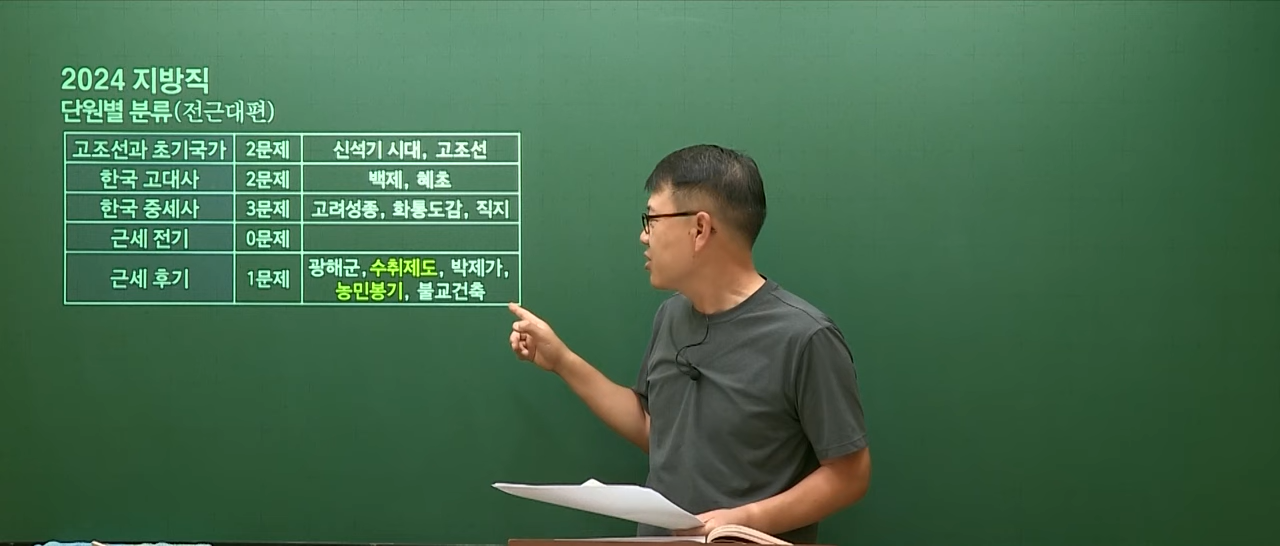 2024 지방직
단원별 분류(전근대편)
고조선과 초기국가 2문제 신석기 시대, 고조선
한국 고대사 2문제 백제, 혜초
한국 중세사 3문제 고려성종, 화통도감, 직지
근세 전기 0문제
근세 후기 1문제 광해군, 수취제도, 박제가,
농민봉기, 불교건축